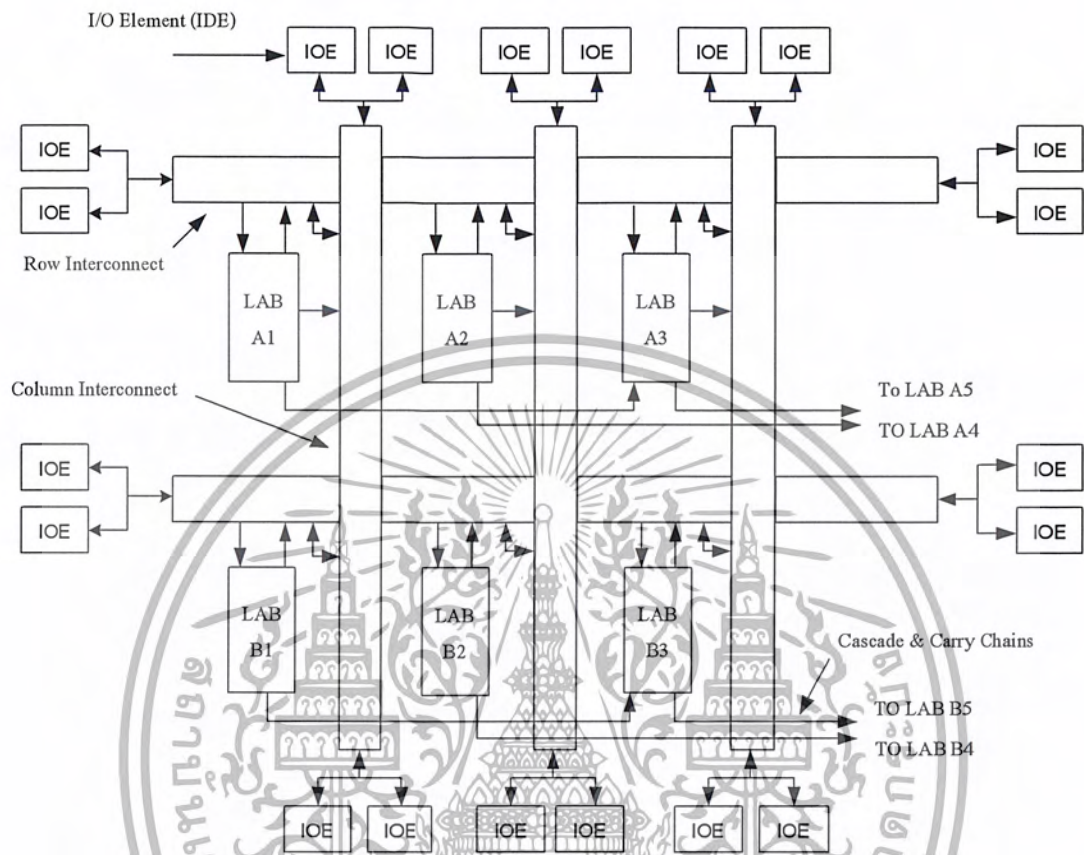 I/O Element (IDE)
IOE IOE IOE IOE IOE IOE
IOE IOE
IOE IOE
Row Interconnect
LAB LAB LAB
A1 A2 A3
Column Interconnect
To LAB A5
TO LAB A4
IOE IOE
IOE IOE
LAB LAB LAB
B1 B2 B3
Cascade & Carry Chains
TO LAB B5
TO LAB B4
IOE IOE IOE IOE IOE IOE